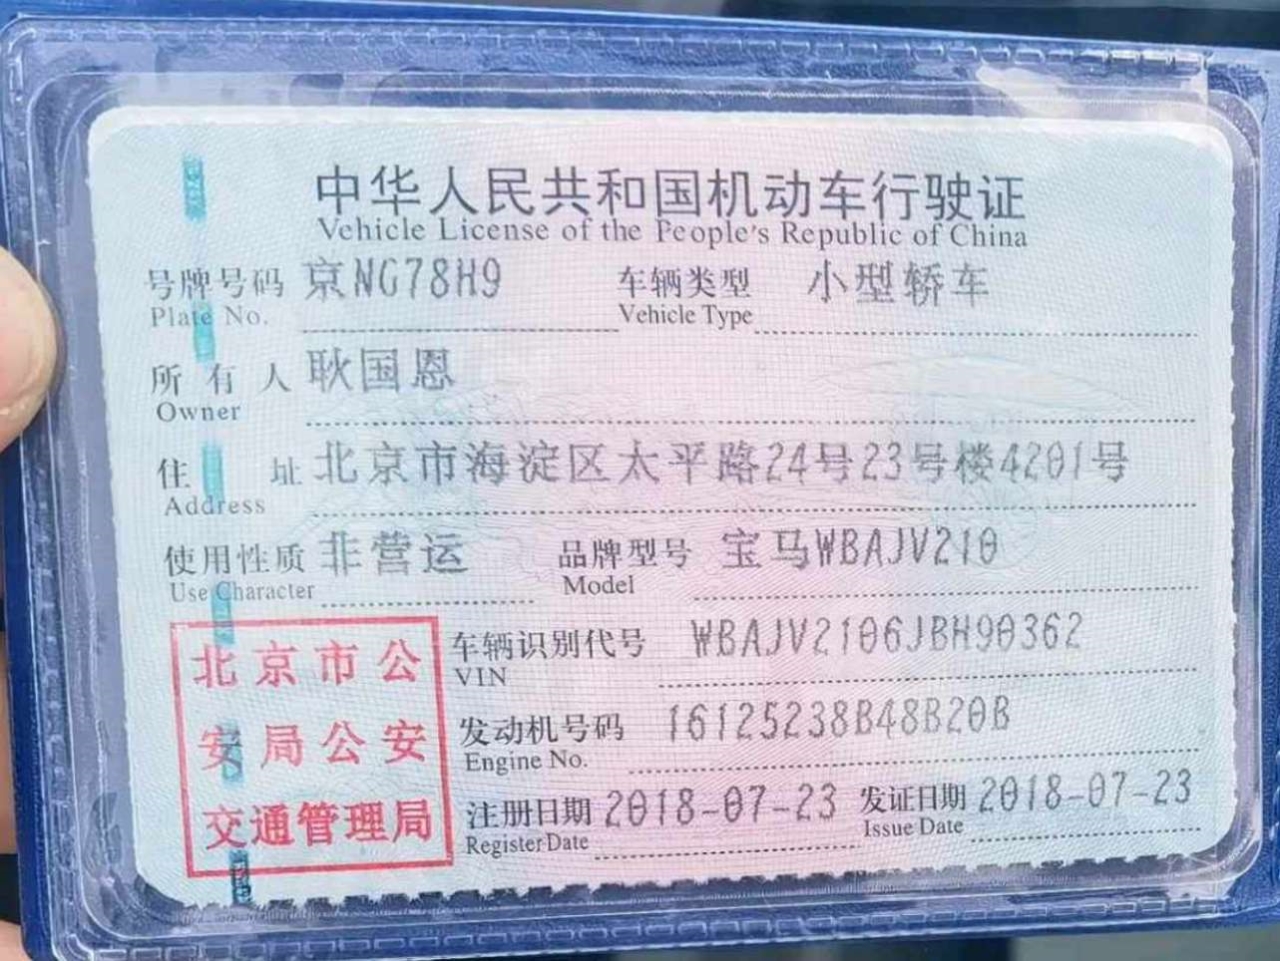 中华人民共和国机动车行驶证
Vehicle License of the People's Republic of China
号牌号码 京NG78H9 车辆类型 小型轿车
Plate No. Vehicle Type
所有人 耿国恩
Owner
住址 北京市海淀区太平路24号23号楼4201号
Address
使用性质 非营运 品牌型号 宝马WBAJV210
Use Character Model
车辆识别代号 WBAJV2106JBH90362
VIN
发动机号码 16125238B48B20B
Engine No.
注册日期 2018-07-23 发证日期 2018-07-23
Register Date Issue Date
北京市公
安局公安
交通管理局